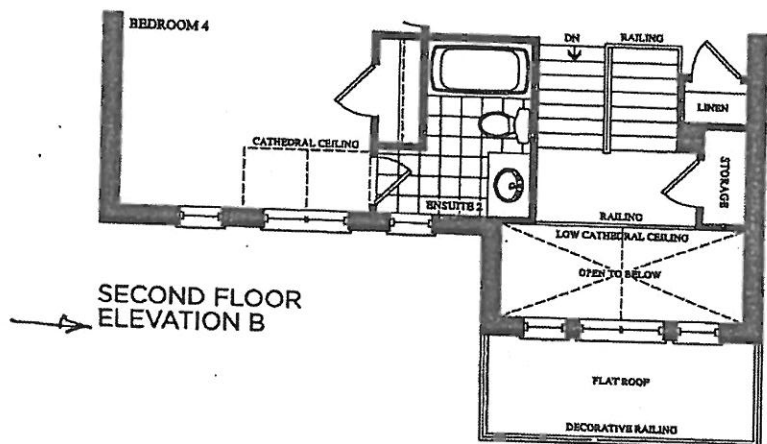 BEDROOM 4
DN
RAILING
LINEN
CATHEDRAL CEILING
STORAGE
ENSUITE 2
RAILING
LOW CATHEDRAL CEILING
OPEN TO BELOW
SECOND FLOOR
ELEVATION B
FLAT ROOF
DECORATIVE RAILING